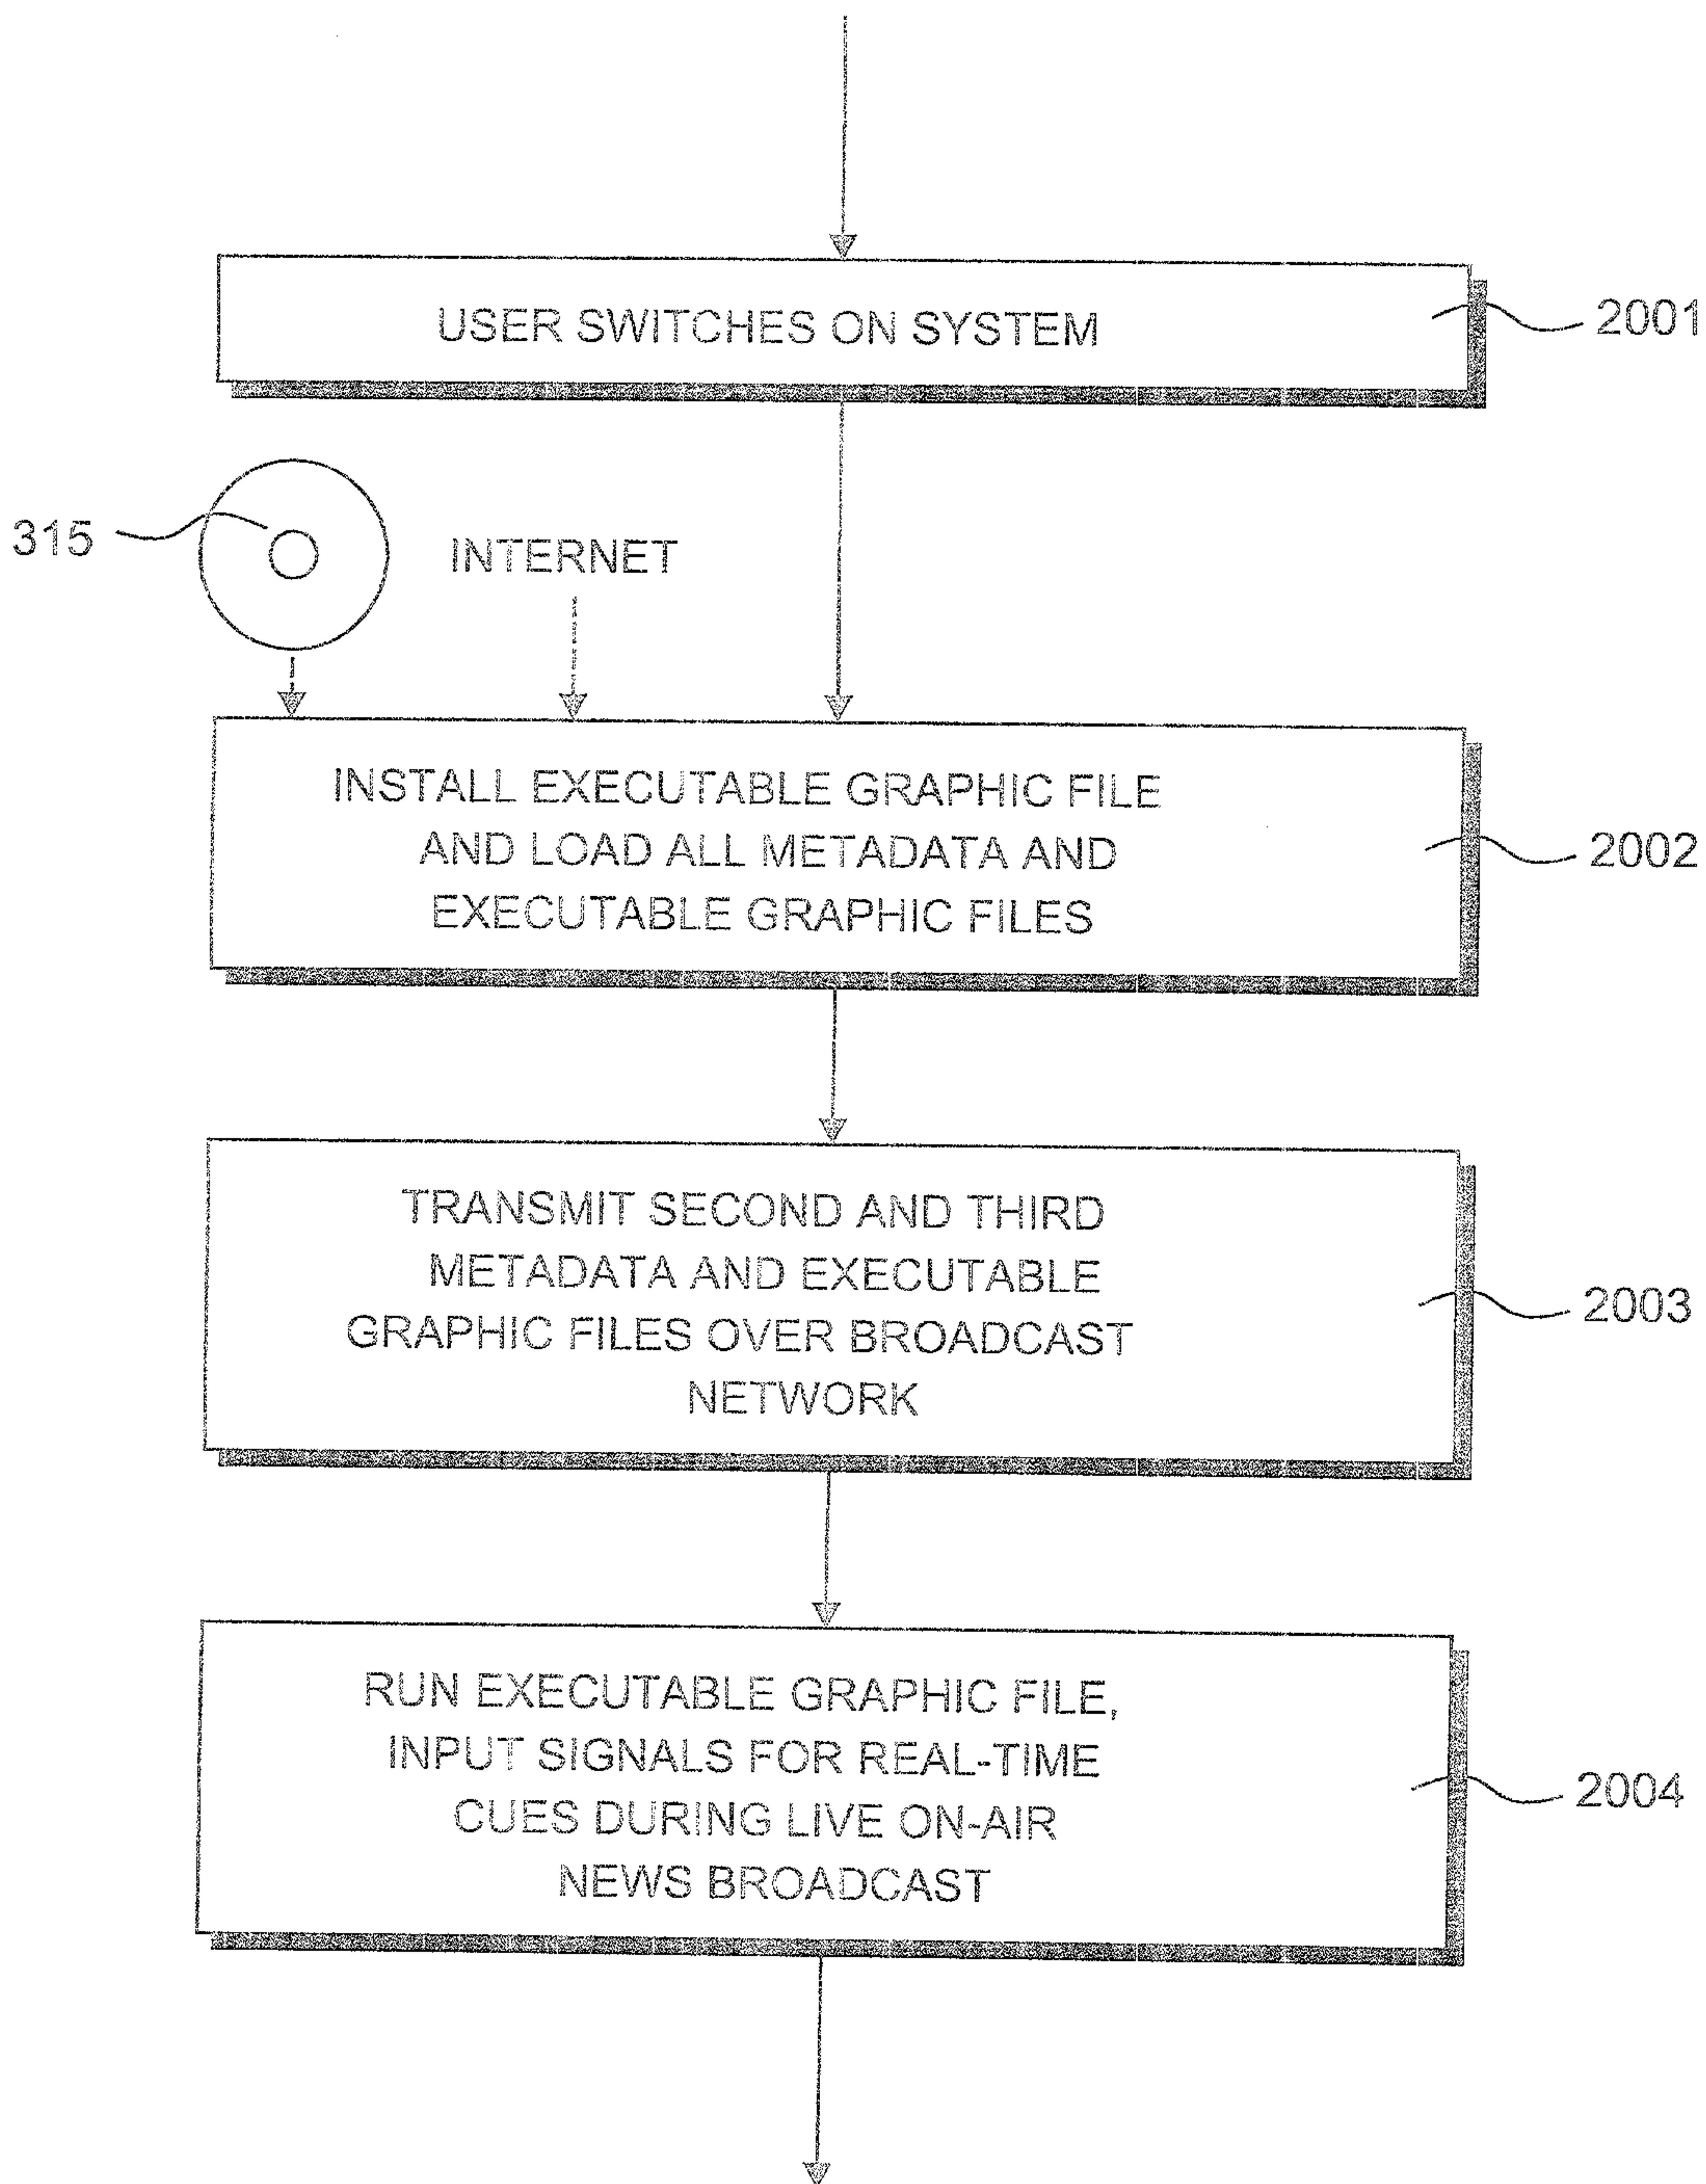 USER SWITCHES ON SYSTEM
2001
315
INTERNET
INSTALL EXECUTABLE GRAPHIC FILE
AND LOAD ALL METADATA AND
EXECUTABLE GRAPHIC FILES
2002
TRANSMIT SECOND AND THIRD
METADATA AND EXECUTABLE
GRAPHIC FILES OVER BROADCAST
NETWORK
2003
RUN EXECUTABLE GRAPHIC FILE,
INPUT SIGNALS FOR REAL-TIME
CUES DURING LIVE ON-AIR
NEWS BROADCAST
2004